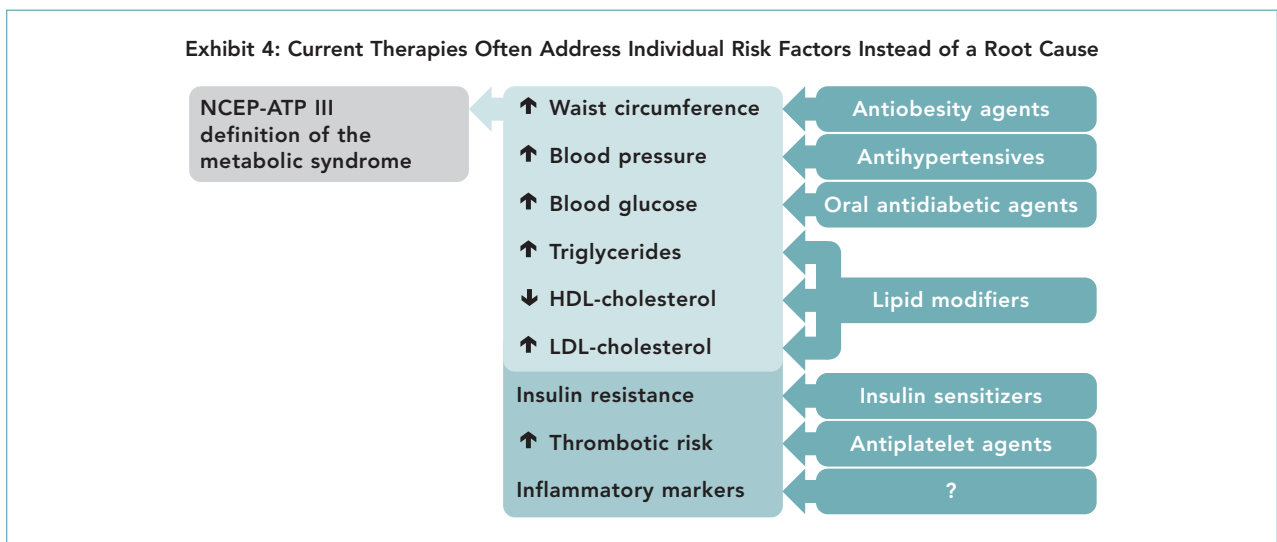 Exhibit 4: Current Therapies Often Address Individual Risk Factors Instead of a Root Cause
NCEP-ATP III
definition of the
metabolic syndrome
↑ Waist circumference
↑ Blood pressure
↑ Blood glucose
↑ Triglycerides
↓ HDL-cholesterol
↑ LDL-cholesterol
Insulin resistance
↑ Thrombotic risk
Inflammatory markers
Antiobesity agents
Antihypertensives
Oral antidiabetic agents
Lipid modifiers
Insulin sensitizers
Antiplatelet agents
?